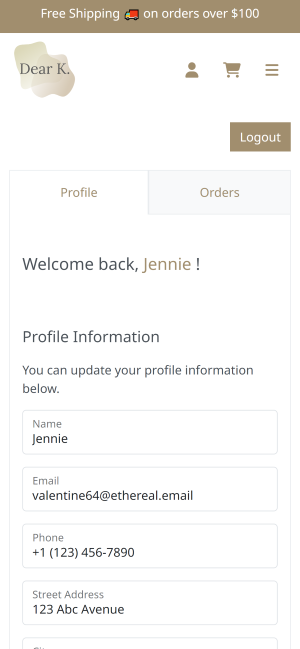 Free Shipping 🚚 on orders over $100
Dear K.
Logout
Profile
Orders
Welcome back, Jennie !
Profile Information
You can update your profile information
below.
Name
Jennie
Email
valentine64@ethereal.email
Phone
+1 (123) 456-7890
Street Address
123 Abc Avenue